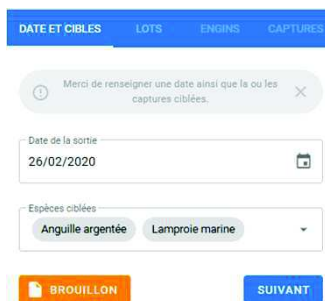 DATE ET CIBLES LOTS ENGINS CAPTURES
Merci de renseigner une date ainsi que la ou les
captures ciblées.
Date de la sortie
26/02/2020
Espèces ciblées
Anguille argentée Lamproie marine
BROUILLON SUIVANT